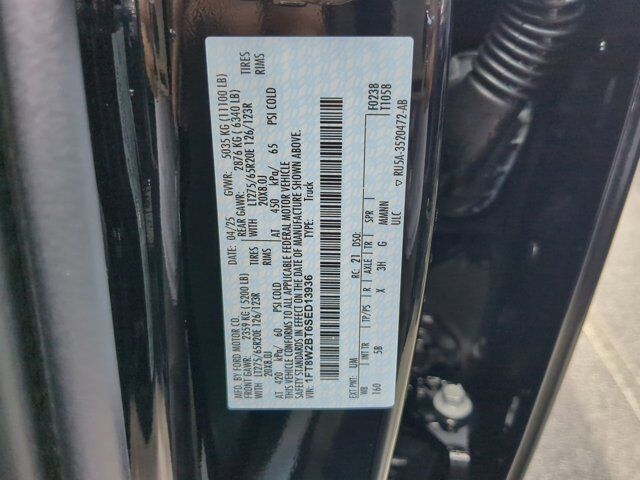 MFD. BY FORD MOTOR CO.
DATE: 04/25 GVWR: 5035 KG (11100 LB)
FRONT GAWR: 2359 KG (5200 LB) REAR GAWR: 2876 KG (6340 LB)
WITH LT275/65R20E 126/123R TIRES WITH LT275/65R20E 126/123R TIRES
20X8.0J RIMS 20X8.0J RIMS
AT 420 kPa/ 60 PSI COLD AT 450 kPa/ 65 PSI COLD
THIS VEHICLE CONFORMS TO ALL APPLICABLE FEDERAL MOTOR VEHICLE
SAFETY AND THEFT PREVENTION STANDARDS IN EFFECT ON THE DATE OF MANUFACTURE SHOWN ABOVE.
VIN: 1FT8W2BT6SED13936 TYPE: Truck
F0238
T1058
EXT PNT: UM RC: 21 DSO:
WB INT TR TP/PS R AXLE TR SPR
160 5B X 3H G MMNN
ULC
RU5A-3520472-AB